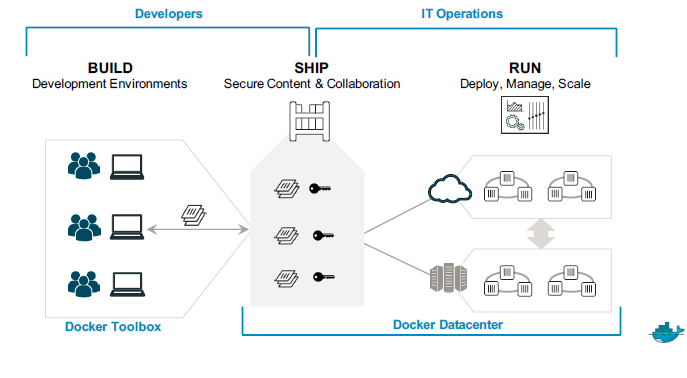 Developers
IT Operations
BUILD
Development Environments
SHIP
Secure Content & Collaboration
RUN
Deploy, Manage, Scale
Docker Toolbox
Docker Datacenter